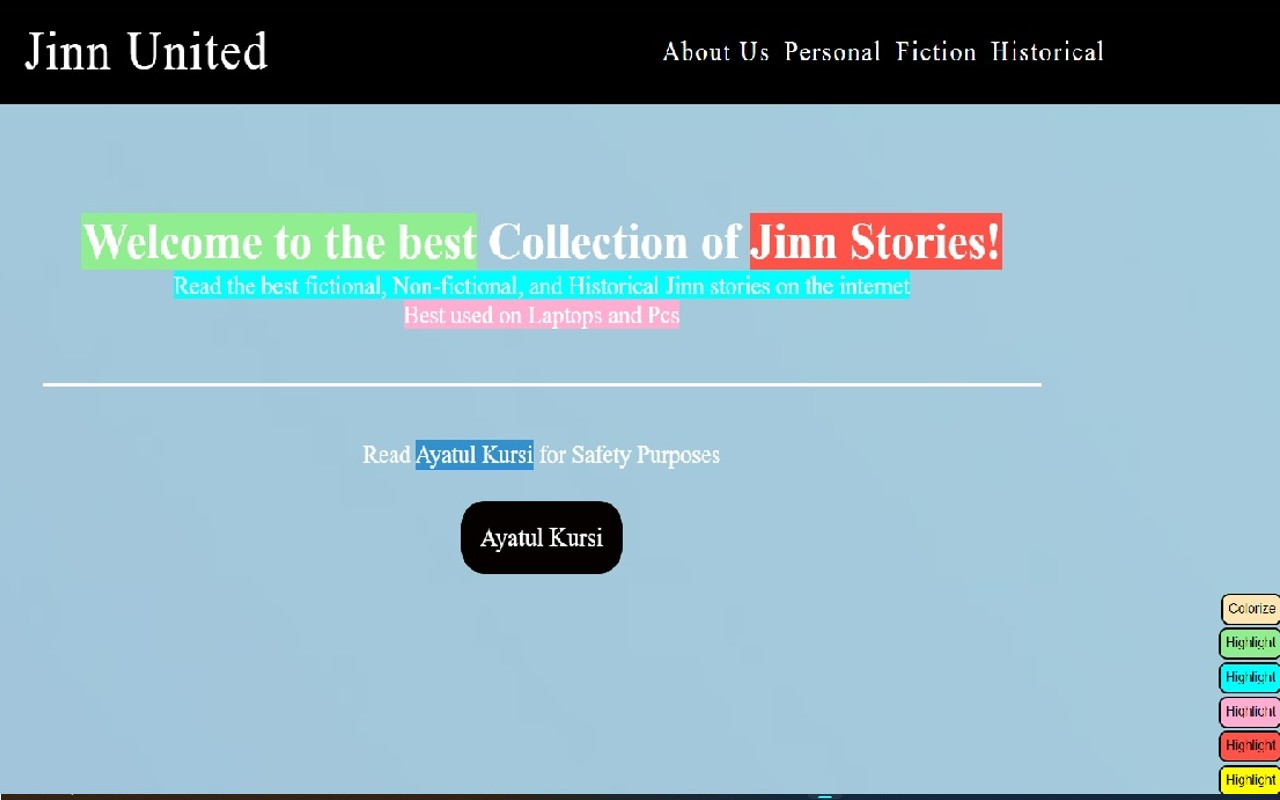 Jinn United
About Us Personal Fiction Historical
Welcome to the best Collection of Jinn Stories!
Read the best fictional, Non-fictional, and Historical Jinn stories on the internet
Best used on Laptops and Pcs
Read Ayatul Kursi for Safety Purposes
Ayatul Kursi
Colorize
Highlight
Highlight
Highlight
Highlight
Highlight